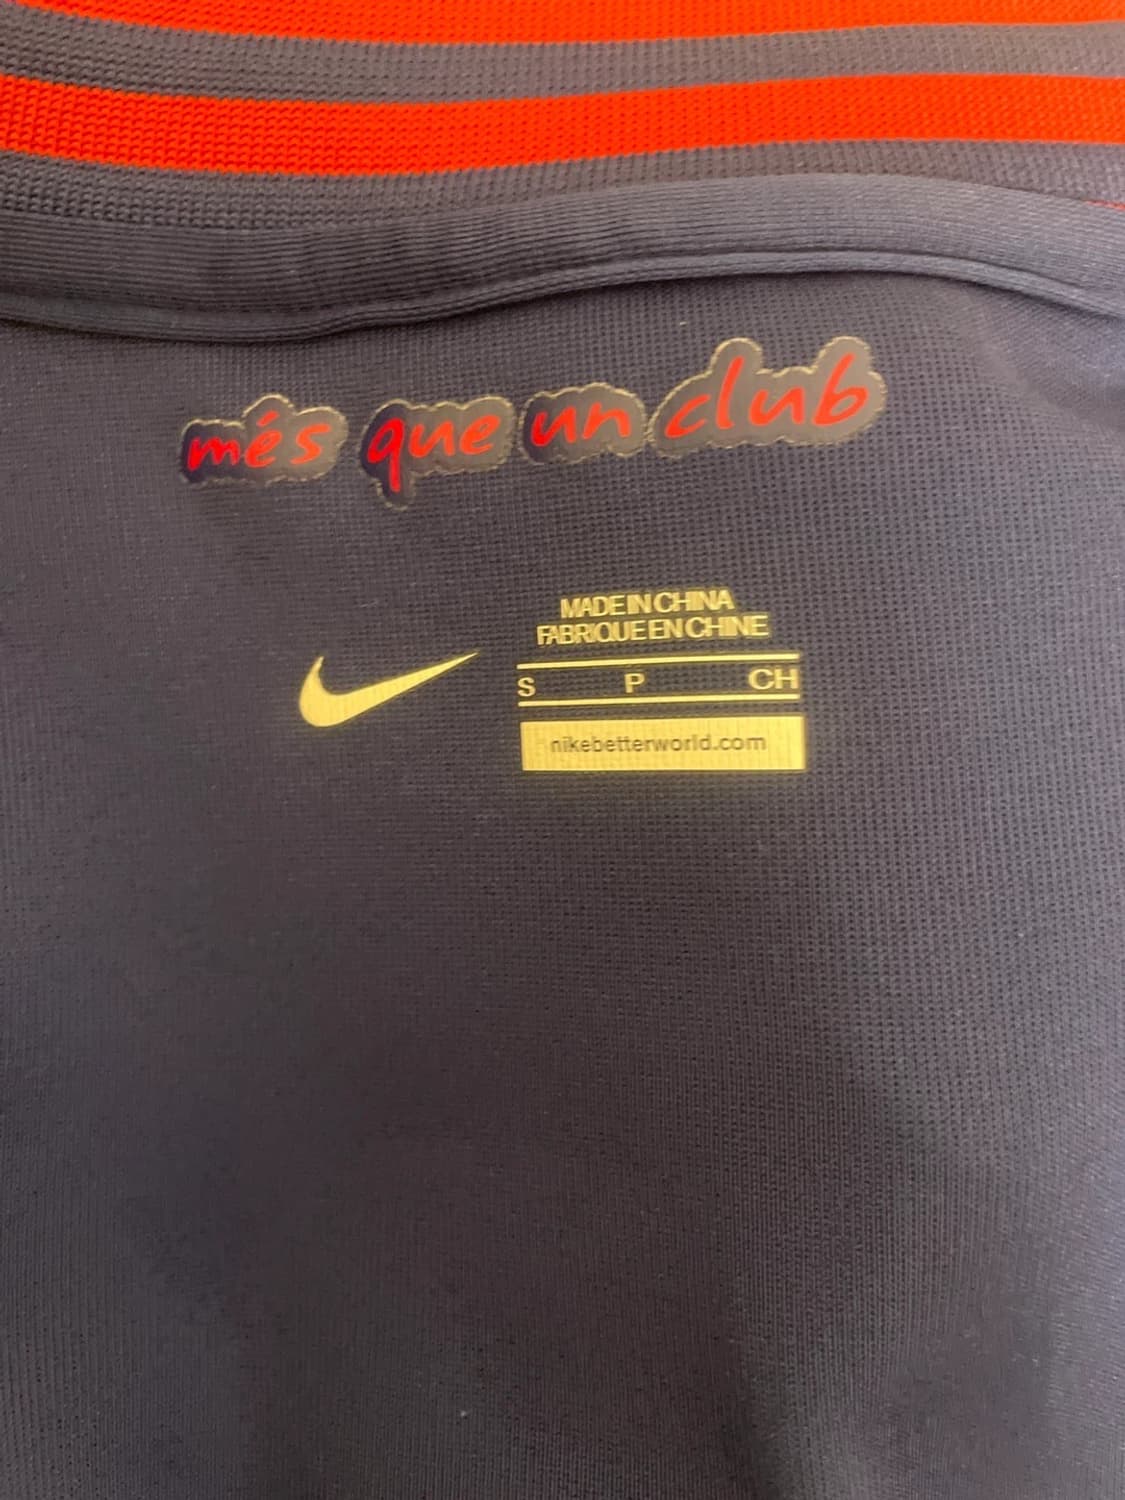 més que un club
MADE IN CHINA
FABRIQUE EN CHINE
S P CH
nikebetterworld.com